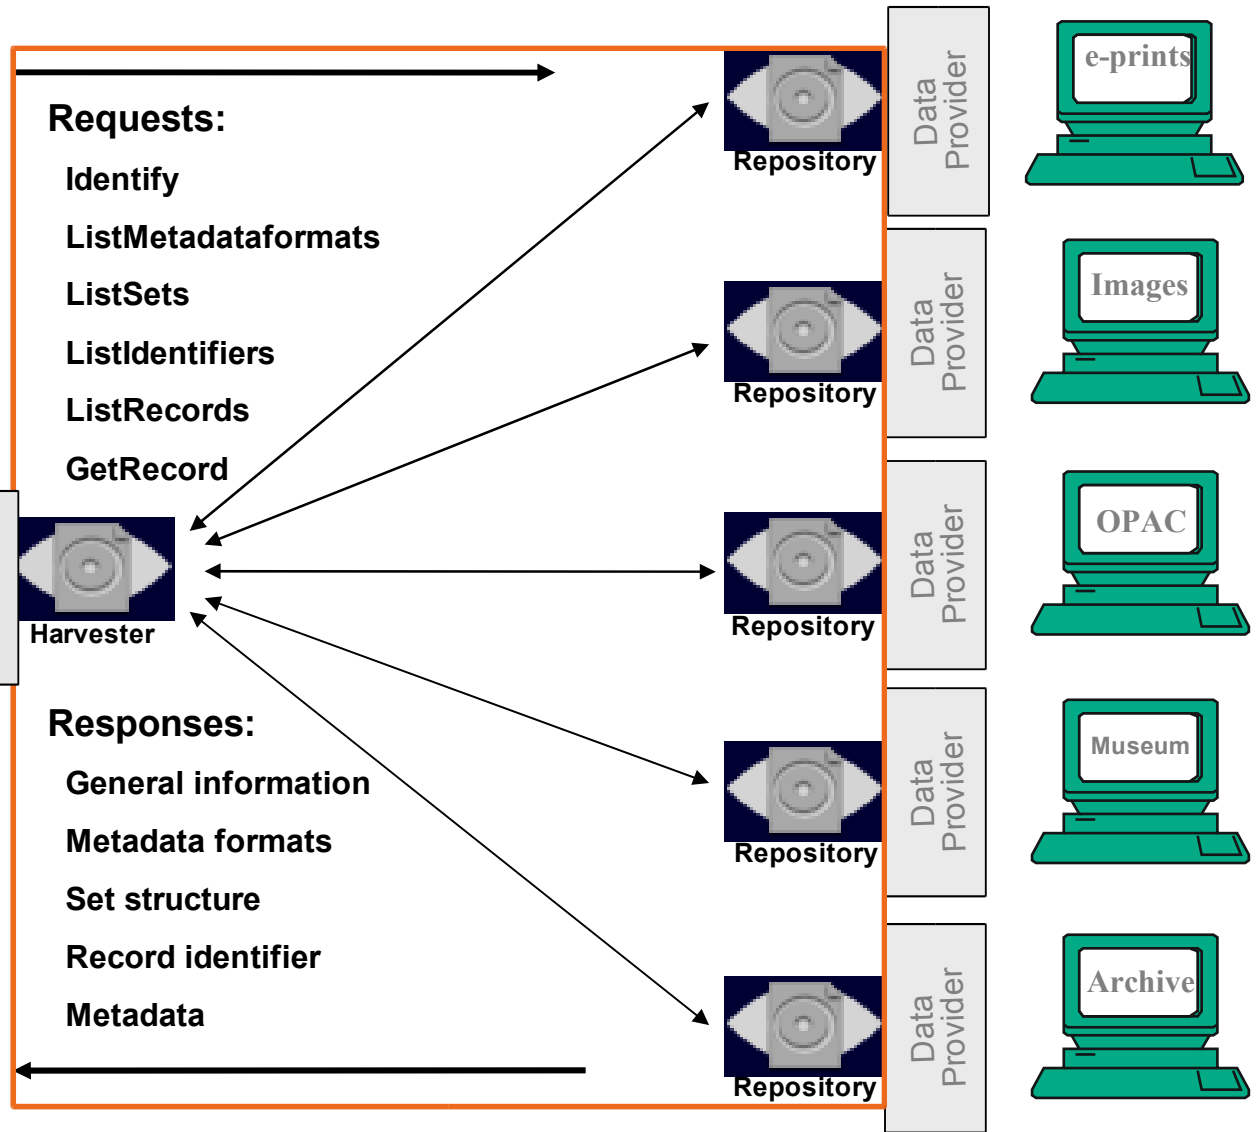 Requests:
Identify
ListMetadataformats
ListSets
ListIdentifiers
ListRecords
GetRecord
Harvester
Responses:
General information
Metadata formats
Set structure
Record identifier
Metadata
Repository
Data
Provider
e-prints
Repository
Data
Provider
Images
Repository
Data
Provider
OPAC
Repository
Data
Provider
Museum
Repository
Data
Provider
Archive